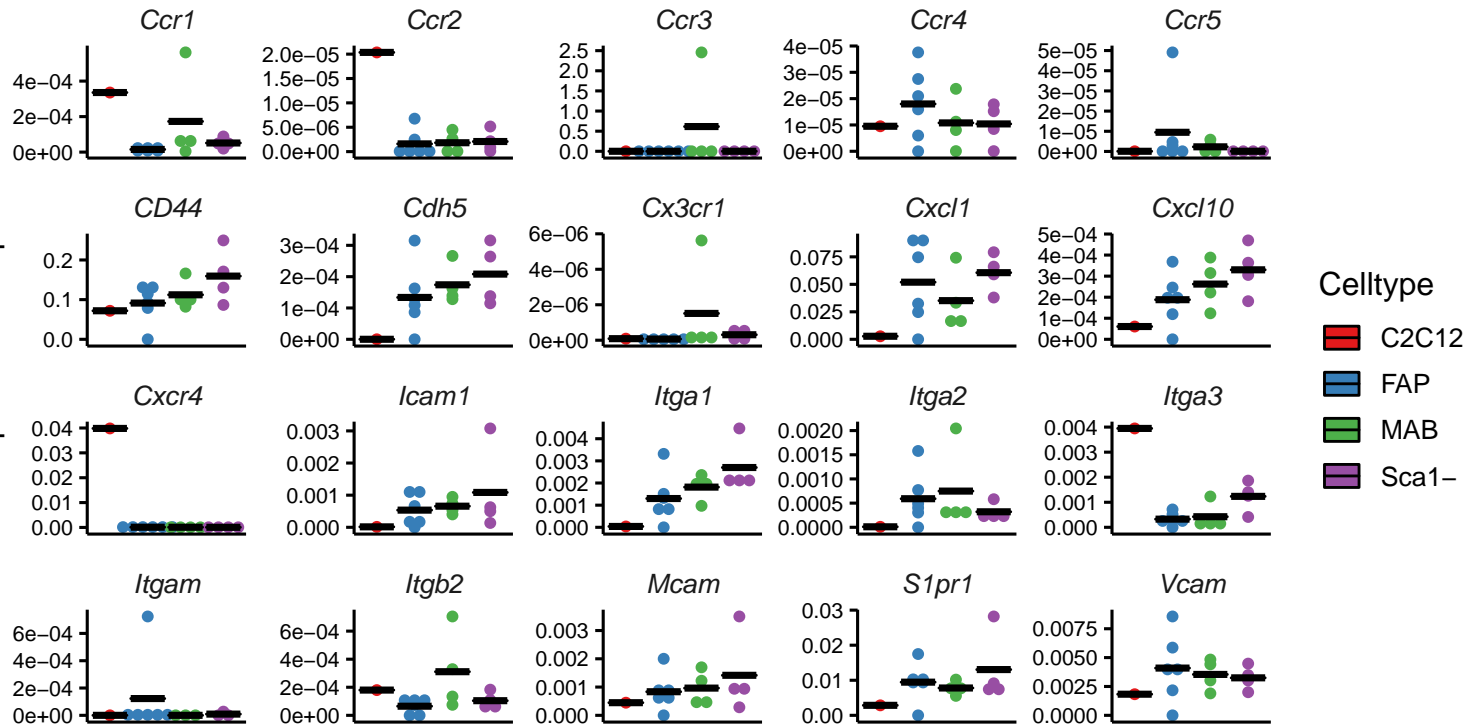 Ccr1 Ccr2 Ccr3 Ccr4 Ccr5
4e−04
2e−04
0e+00
2.0e−05
1.5e−05
1.0e−05
5.0e−06
0.0e+00
2.5
2.0
1.5
1.0
0.5
0.0
4e−05
3e−05
2e−05
1e−05
0e+00
5e−05
4e−05
3e−05
2e−05
1e−05
0e+00
CD44 Cdh5 Cx3cr1 Cxcl1 Cxcl10
0.2
0.1
0.0
3e−04
2e−04
1e−04
0e+00
6e−06
4e−06
2e−06
0e+00
0.075
0.050
0.025
0.000
5e−04
4e−04
3e−04
2e−04
1e−04
0e+00
Cxcr4 Icam1 Itga1 Itga2 Itga3
0.04
0.03
0.02
0.01
0.00
0.003
0.002
0.001
0.000
0.004
0.003
0.002
0.001
0.000
0.0020
0.0015
0.0010
0.0005
0.0000
0.004
0.003
0.002
0.001
0.000
Itgam Itgb2 Mcam S1pr1 Vcam
6e−04
4e−04
2e−04
0e+00
6e−04
4e−04
2e−04
0e+00
0.003
0.002
0.001
0.000
0.03
0.02
0.01
0.00
0.0075
0.0050
0.0025
0.0000
Celltype
C2C12
FAP
MAB
Sca1−